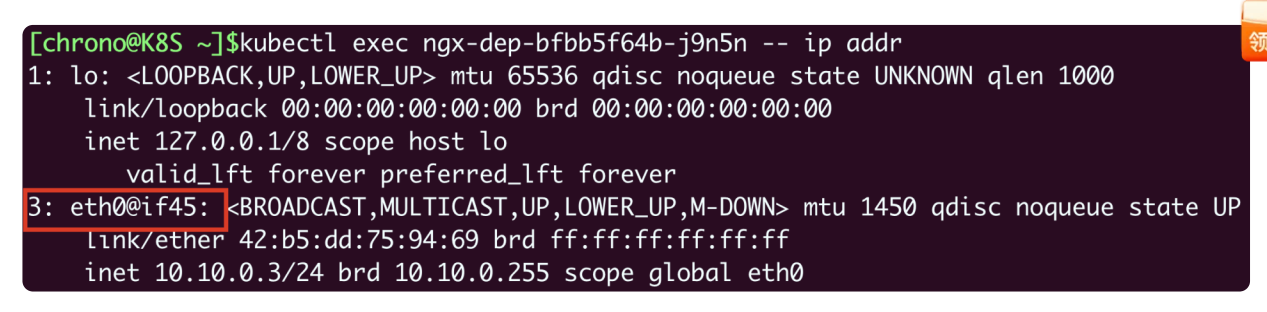 领
[chrono@K8S ~]$kubectl exec ngx-dep-bfbb5f64b-j9n5n -- ip addr
1: lo: <LOOPBACK,UP,LOWER_UP> mtu 65536 qdisc noqueue state UNKNOWN qlen 1000
    link/loopback 00:00:00:00:00:00 brd 00:00:00:00:00:00
    inet 127.0.0.1/8 scope host lo
       valid_lft forever preferred_lft forever
3: eth0@if45: <BROADCAST,MULTICAST,UP,LOWER_UP,M-DOWN> mtu 1450 qdisc noqueue state UP
    link/ether 42:b5:dd:75:94:69 brd ff:ff:ff:ff:ff:ff
    inet 10.10.0.3/24 brd 10.10.0.255 scope global eth0